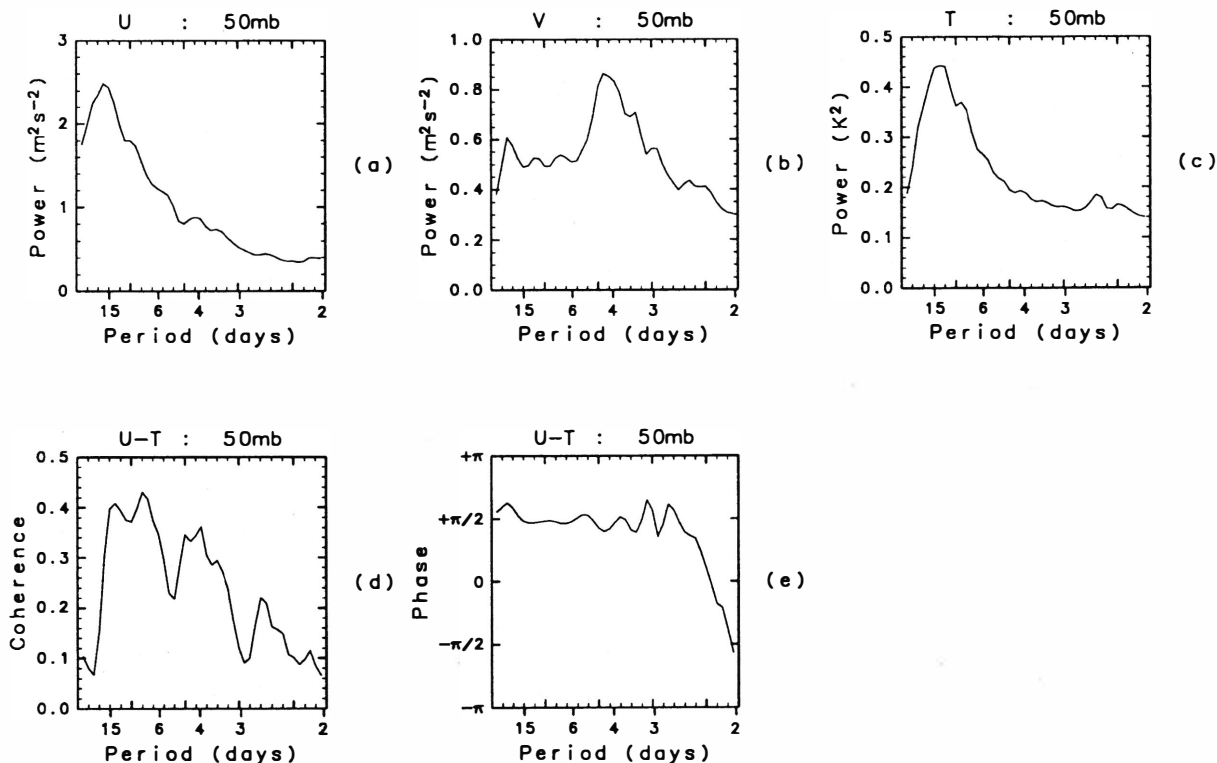 U : 50mb
3
2
1
0
Power (m²s⁻²)
15 6 4 3 2
Period (days)
(a)
V : 50mb
1.0
0.8
0.6
0.4
0.2
0.0
Power (m²s⁻²)
15 6 4 3 2
Period (days)
(b)
T : 50mb
0.5
0.4
0.3
0.2
0.1
0.0
Power (K²)
15 6 4 3 2
Period (days)
(c)
U-T : 50mb
0.5
0.4
0.3
0.2
0.1
0.0
Coherence
15 6 4 3 2
Period (days)
(d)
U-T : 50mb
+π
+π/2
0
-π/2
-π
Phase
15 6 4 3 2
Period (days)
(e)